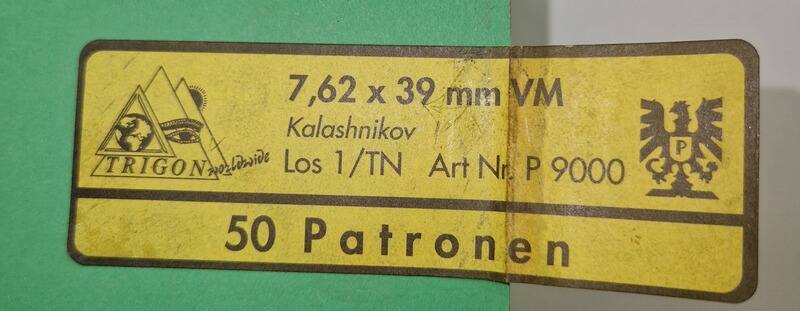 7,62 x 39 mm VM
Kalashnikov
TRIGON worldwide
Los 1/TN Art Nr. P 9000
P
50 Patronen